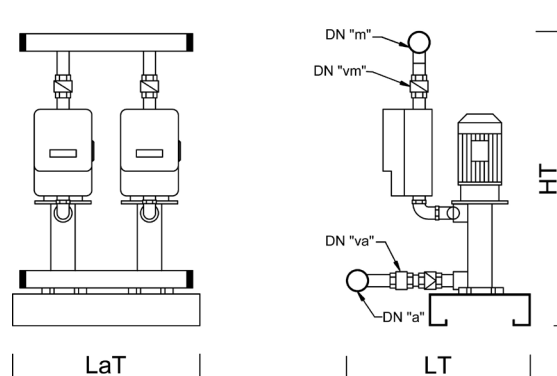 DN "m"
DN "vm"
HT
DN "va"
DN "a"
LaT
LT